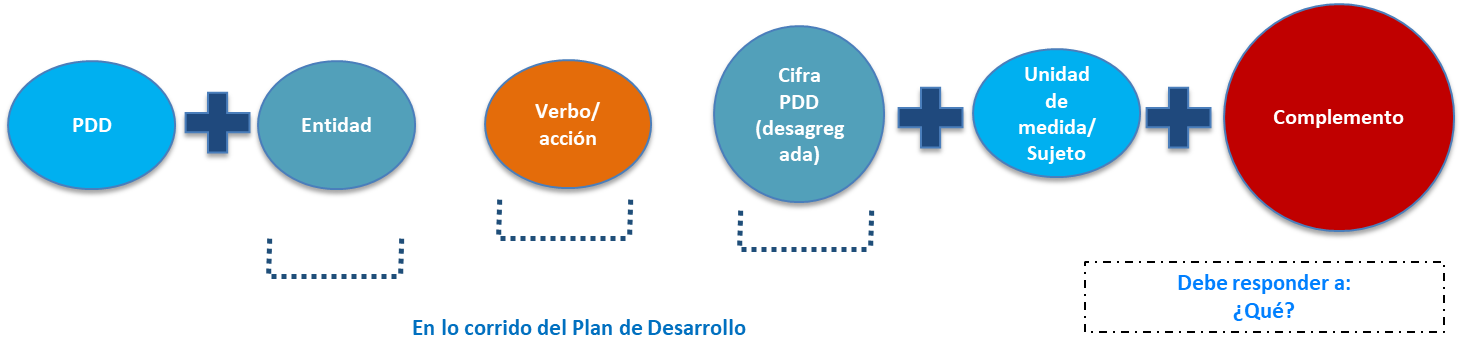 PDD
Entidad
Verbo/
acción
Cifra
PDD
(desagreg
ada)
Unidad
de
medida/
Sujeto
Complemento
Debe responder a:
¿Qué?
En lo corrido del Plan de Desarrollo